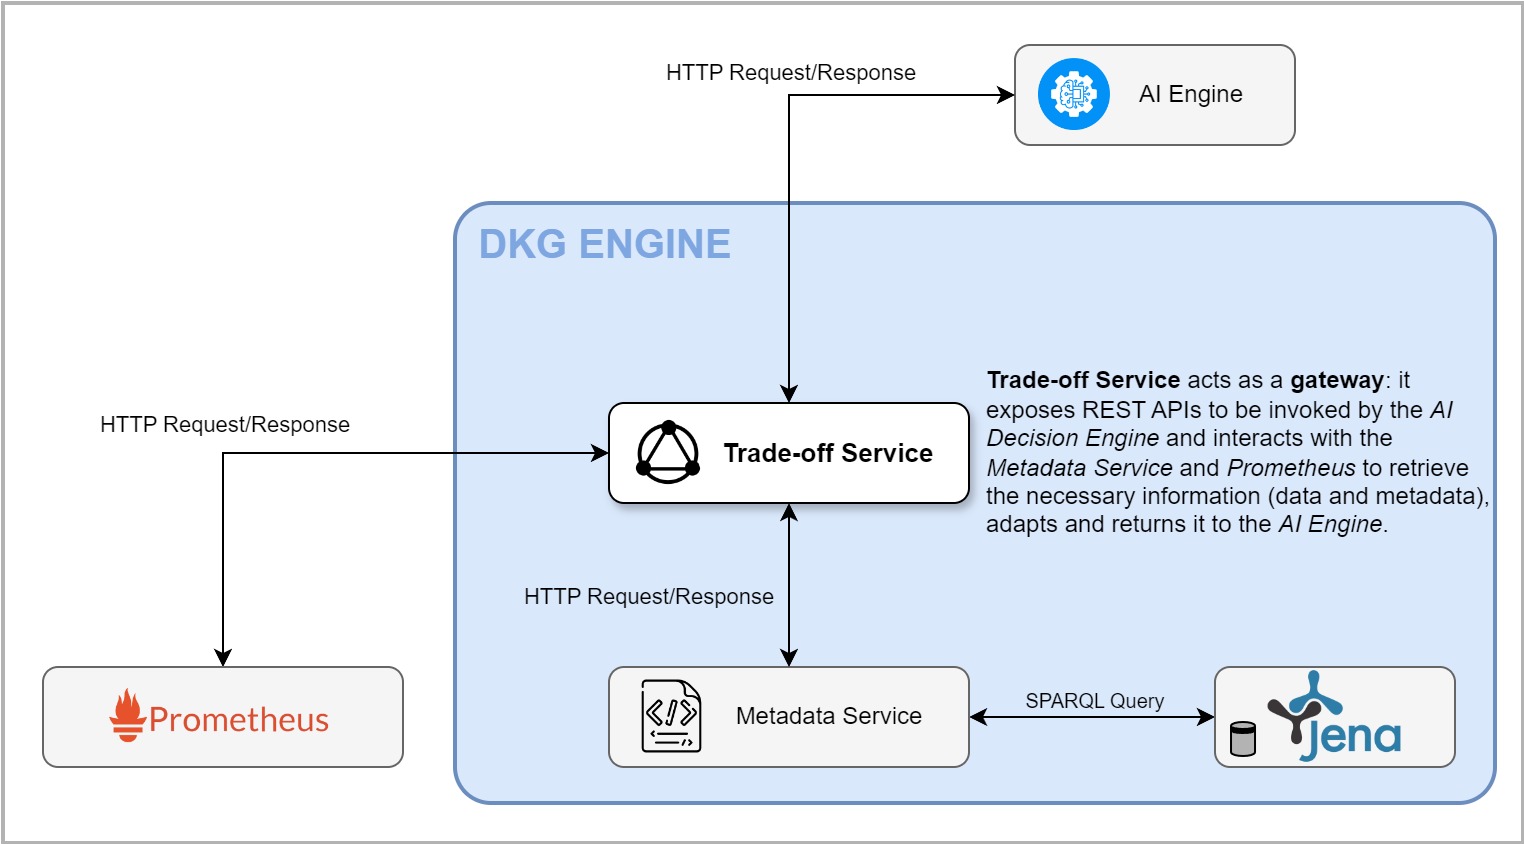 HTTP Request/Response
AI Engine
DKG ENGINE
Trade-off Service acts as a gateway: it
exposes REST APIs to be invoked by the AI
Decision Engine and interacts with the
Metadata Service and Prometheus to retrieve
the necessary information (data and metadata),
adapts and returns it to the AI Engine.
HTTP Request/Response
Trade-off Service
HTTP Request/Response
Prometheus
Metadata Service
SPARQL Query
Jena